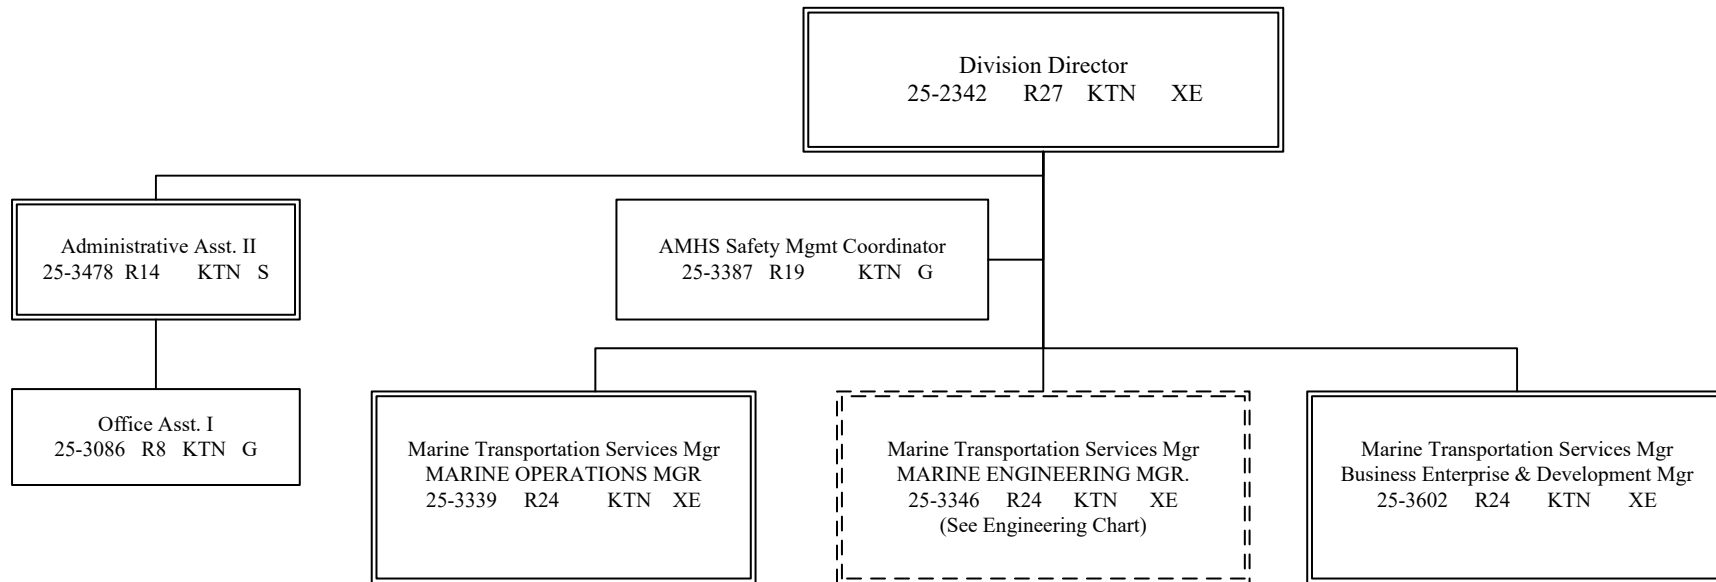 Division Director
25-2342 R27 KTN XE
Administrative Asst. II
25-3478 R14 KTN S
AMHS Safety Mgmt Coordinator
25-3387 R19 KTN G
Office Asst. I
25-3086 R8 KTN G
Marine Transportation Services Mgr
MARINE OPERATIONS MGR
25-3339 R24 KTN XE
Marine Transportation Services Mgr
MARINE ENGINEERING MGR.
25-3346 R24 KTN XE
(See Engineering Chart)
Marine Transportation Services Mgr
Business Enterprise & Development Mgr
25-3602 R24 KTN XE